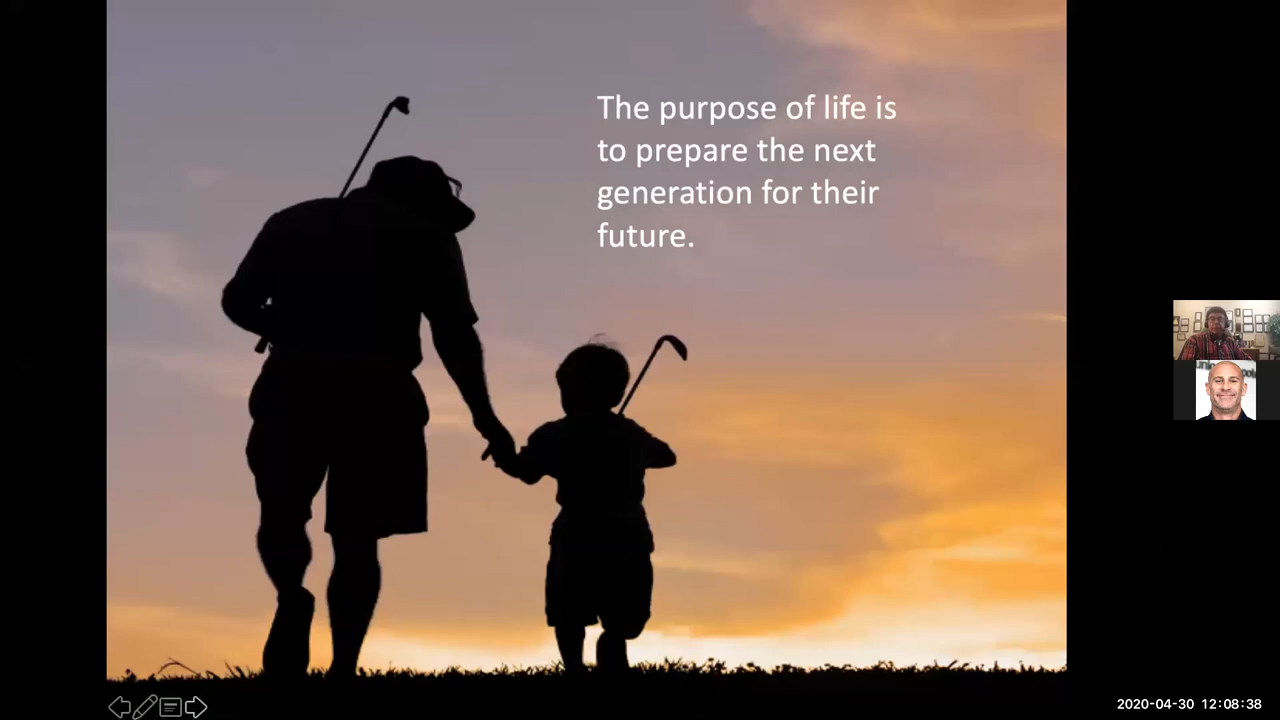 The purpose of life is
to prepare the next
generation for their
future.
2020-04-30 12:08:38